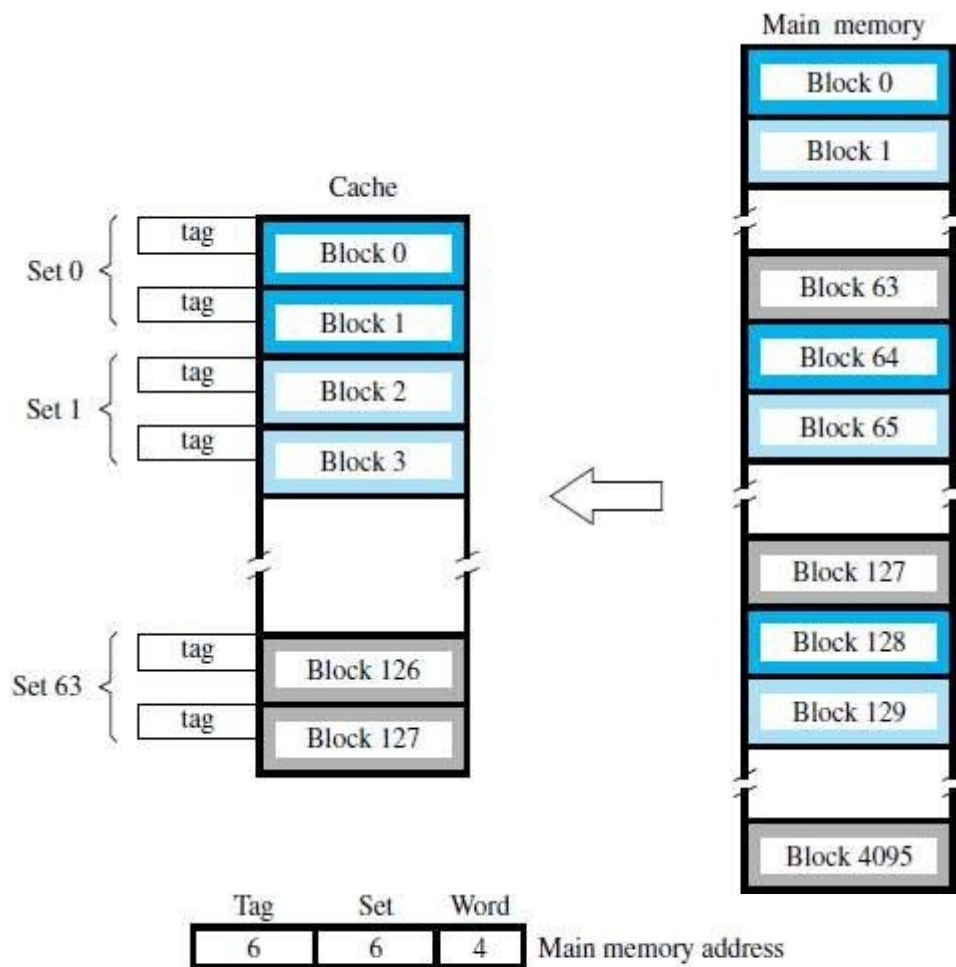 Main memory
Block 0
Block 1
Cache
tag
Block 0
Set 0
Block 63
tag
Block 1
Block 64
tag
Block 2
Set 1
Block 65
tag
Block 3
Block 127
tag
Block 126
Block 128
Set 63
tag
Block 127
Block 129
Block 4095
Tag Set Word
6 6 4 Main memory address